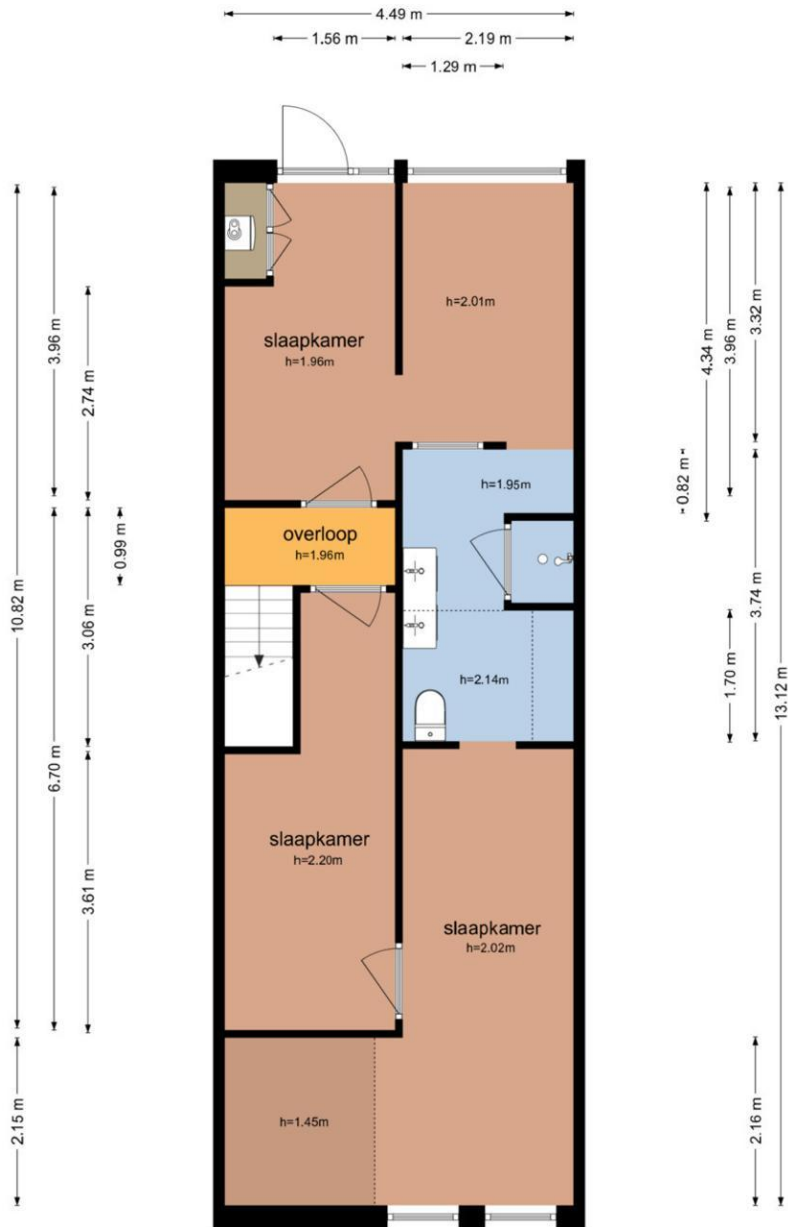 4.49 m
1.56 m
2.19 m
1.29 m
slaapkamer
h=1.96m
h=2.01m
3.96 m
2.74 m
4.34 m
3.96 m
3.32 m
h=1.95m
0.82 m
overloop
h=1.96m
0.99 m
10.82 m
3.06 m
3.74 m
1.70 m
13.12 m
h=2.14m
6.70 m
slaapkamer
h=2.20m
3.61 m
slaapkamer
h=2.02m
2.15 m
h=1.45m
2.16 m